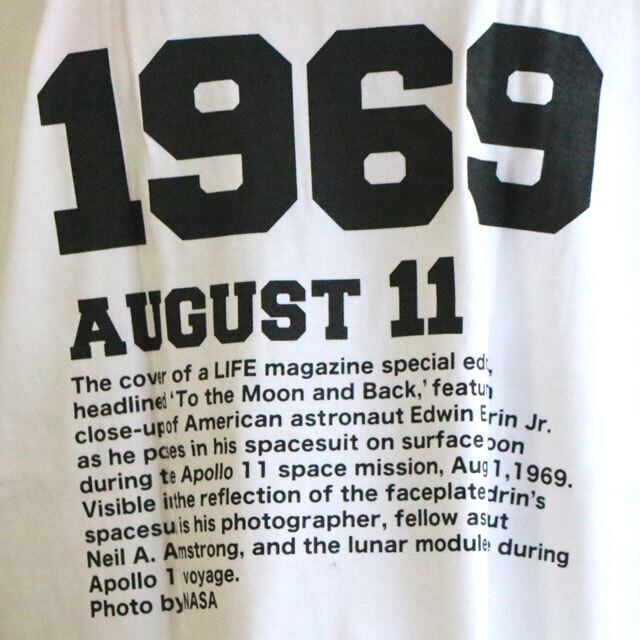 1969
AUGUST 11
The cover of a LIFE magazine special
headlined 'To the Moon and Back,'
close-up of American astronaut Edwin Jr.
as he poses in his spacesuit on surface
during Apollo 11 space mission, 1969.
Visible the reflection of the faceplate
is his photographer, fellow
Neil A. Armstrong, and the lunar module during
Apollo voyage.
Photo by NASA